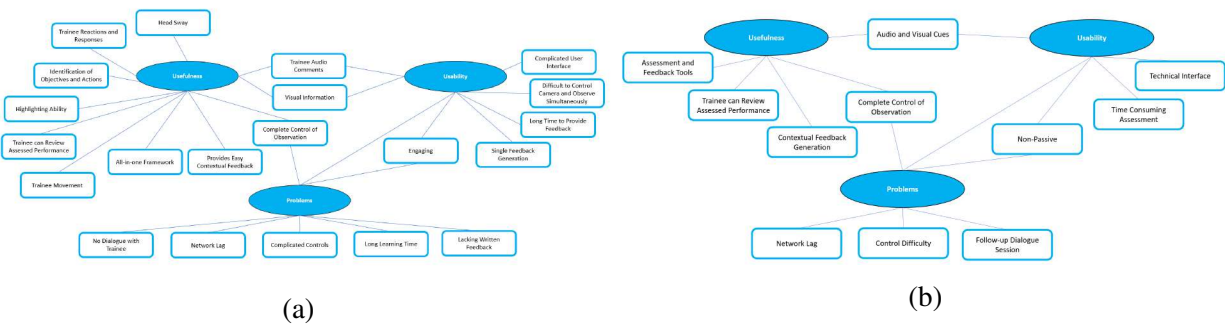 Head Sway
Trainee Reactions and
Responses
Usefulness
Identification of
Objectives and Actions
Highlighting Ability
Trainee can Review
Assessed Performance
Trainee Movement
All-in-one Framework
Provides Easy
Contextual Feedback
Complete Control of
Observation
Trainee Audio
Comments
Visual Information
Usability
Complicated User
Interface
Difficult to Control
Camera and Observe
Simultaneously
Long Time to Provide
Feedback
Single Feedback
Generation
Engaging
Problems
No Dialogue with
Trainee
Network Lag
Complicated Controls
Long Learning Time
Lacking Written
Feedback
(a)
Usefulness
Audio and Visual Cues
Usability
Assessment and
Feedback Tools
Trainee can Review
Assessed Performance
Contextual Feedback
Generation
Complete Control of
Observation
Technical Interface
Time Consuming
Assessment
Non-Passive
Problems
Network Lag
Control Difficulty
Follow-up Dialogue
Session
(b)